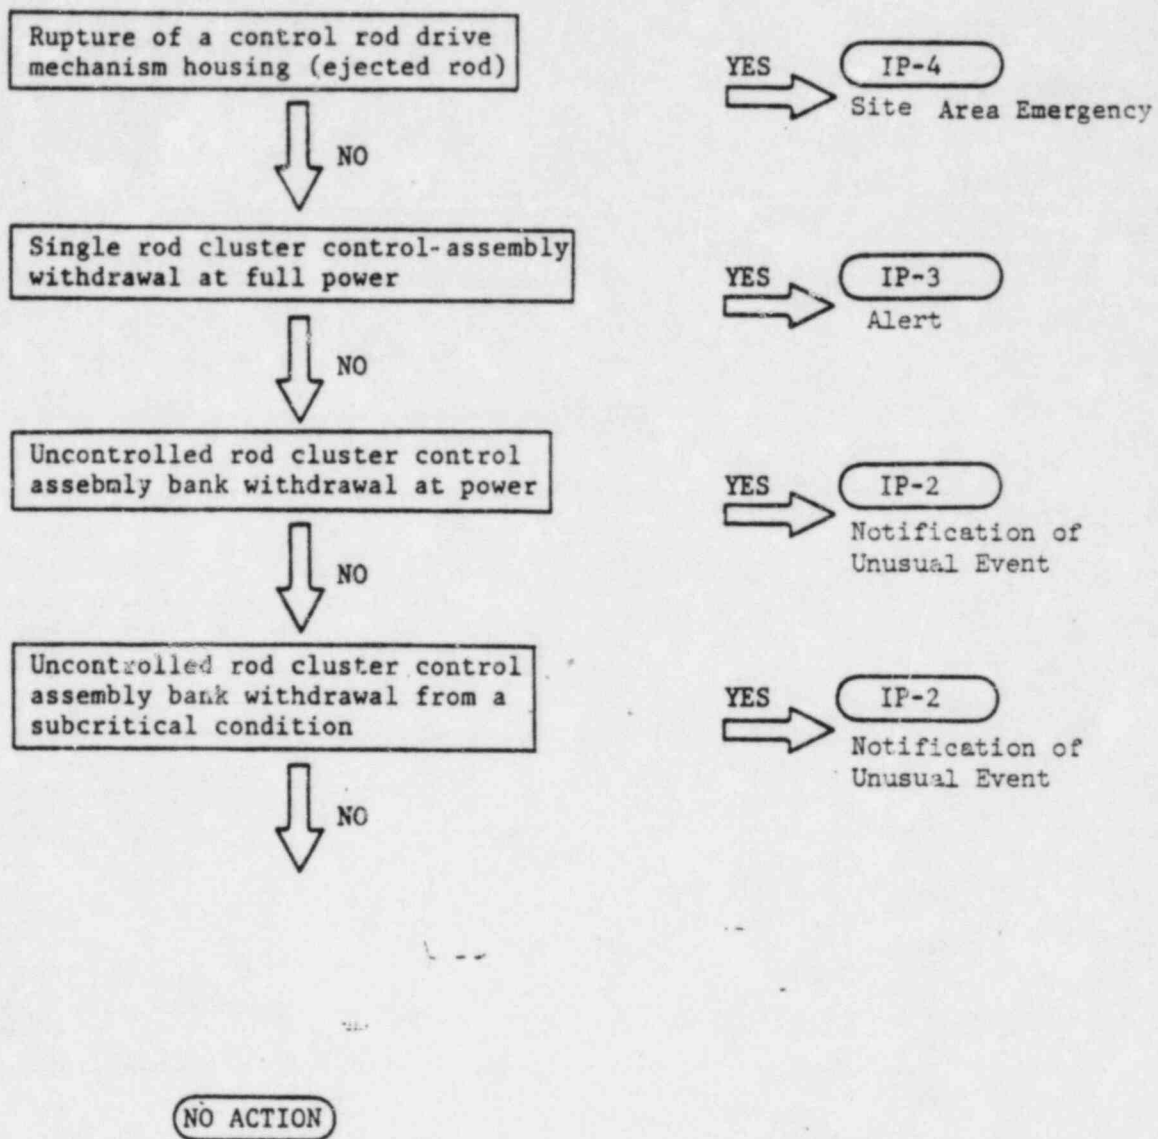 Rupture of a control rod drive
mechanism housing (ejected rod)
YES
IP-4
Site Area Emergency
NO
Single rod cluster control-assembly
withdrawal at full power
YES
IP-3
Alert
NO
Uncontrolled rod cluster control
assebmly bank withdrawal at power
YES
IP-2
Notification of
Unusual Event
NO
Uncontrolled rod cluster control
assembly bank withdrawal from a
subcritical condition
YES
IP-2
Notification of
Unusual Event
NO
NO ACTION